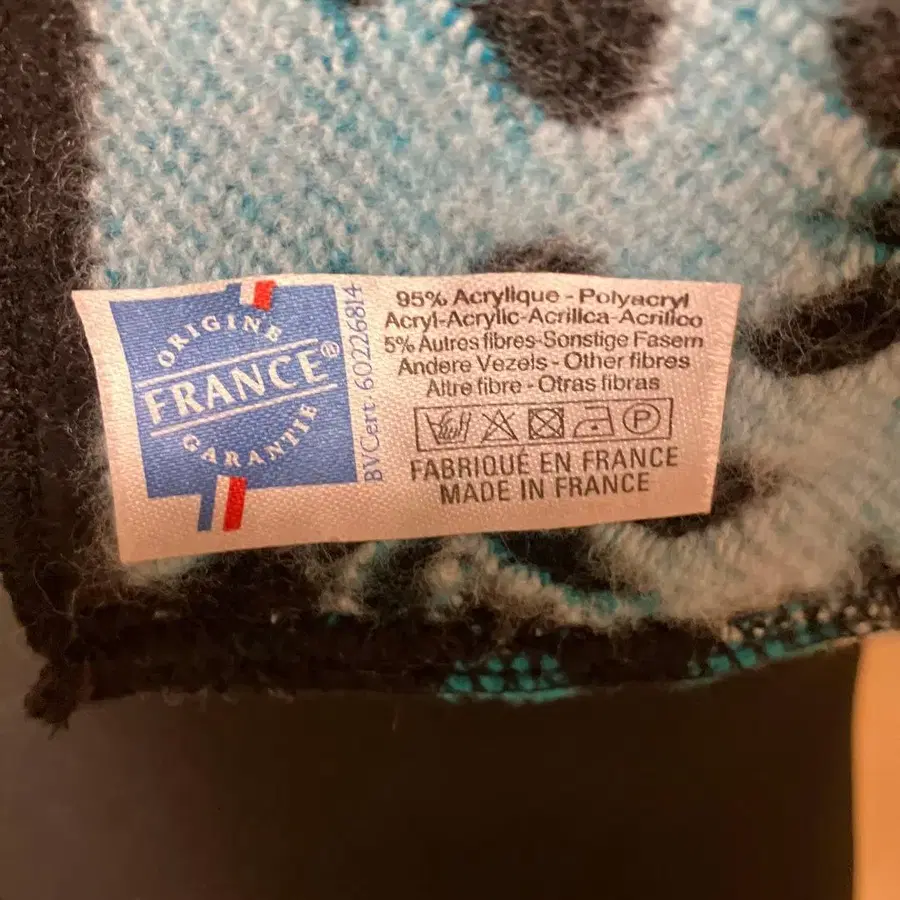 ORIGINE
FRANCE®
GARANTIE
BVCert. 60226814
95% Acrylique - Polyacryl
Acryl-Acrylic-Acrilica-Acrilico
5% Autres fibres-Sonstige Fasern
Andere Vezels - Other fibres
Altre fibre - Otras fibras
P
FABRIQUÉ EN FRANCE
MADE IN FRANCE